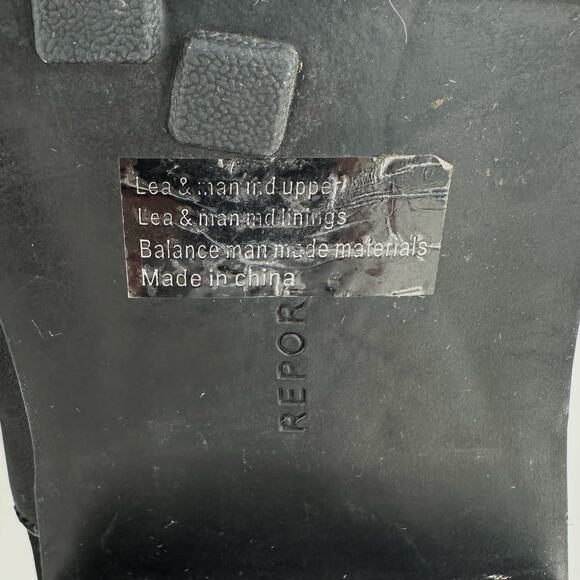 Lea & man md upper
Lea & man md linings
Balance man made materials
Made in china
REPOR